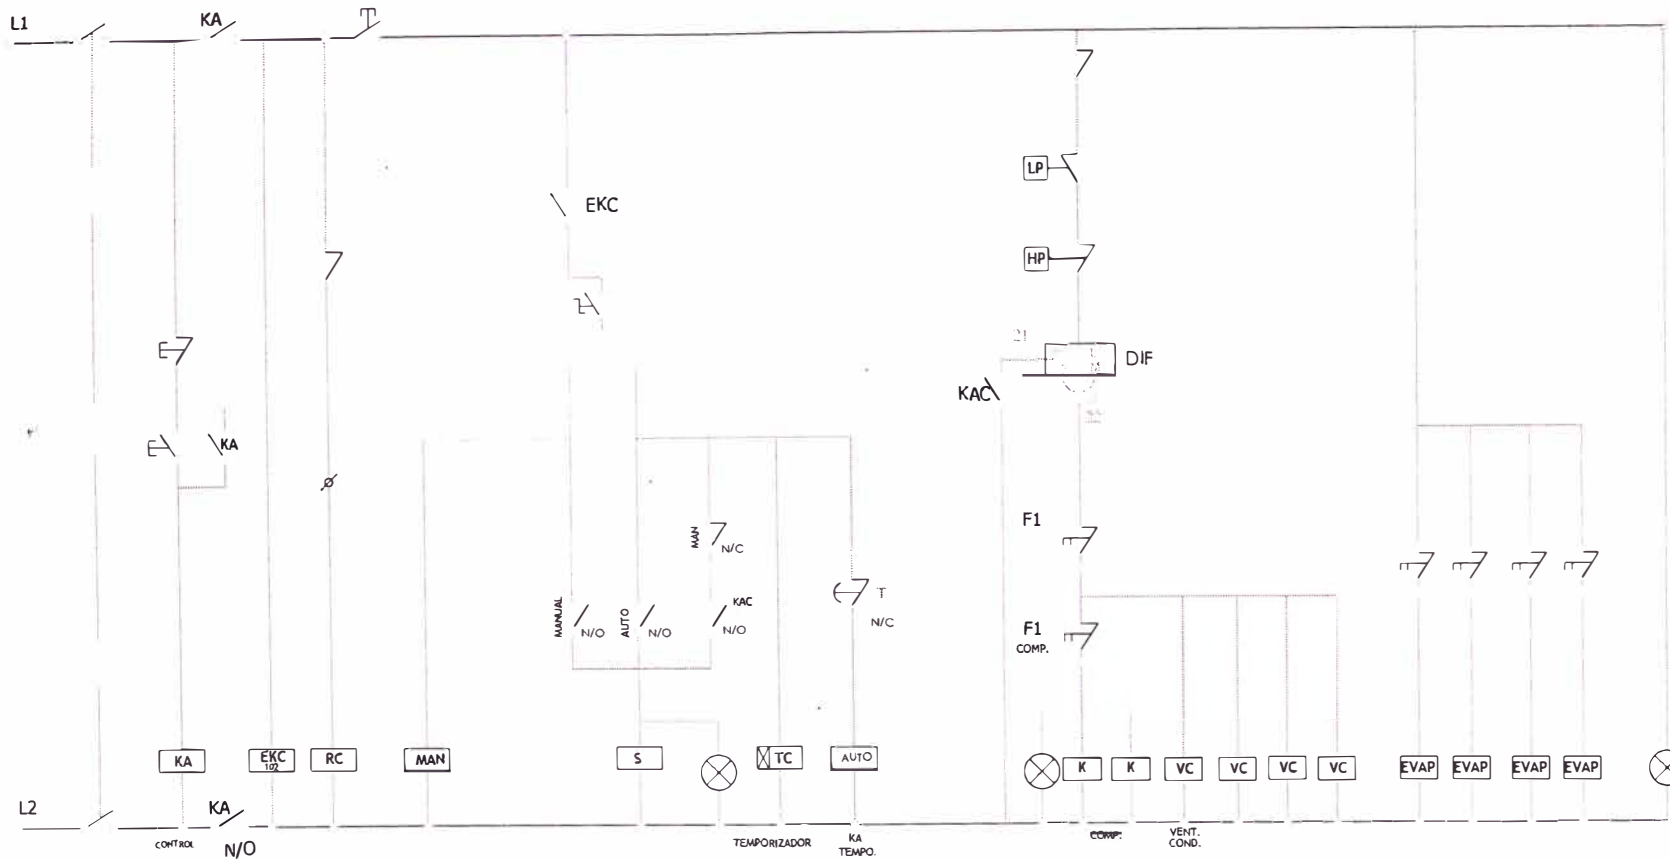 L1
KA
T
EKC
LP
HP
DIF
KAC
KA
F1
MAN
N/C
T
N/C
MANUAL
N/O
AUTO
N/O
KAC
N/O
F1
COMP.
KA
EKC
102
RC
MAN
S
TC
AUTO
K
K
VC
VC
VC
VC
EVAP
EVAP
EVAP
EVAP
L2
KA
CONTROL
N/O
TEMPORIZADOR
KA
TEMPO.
COMP.
VENT.
COND.